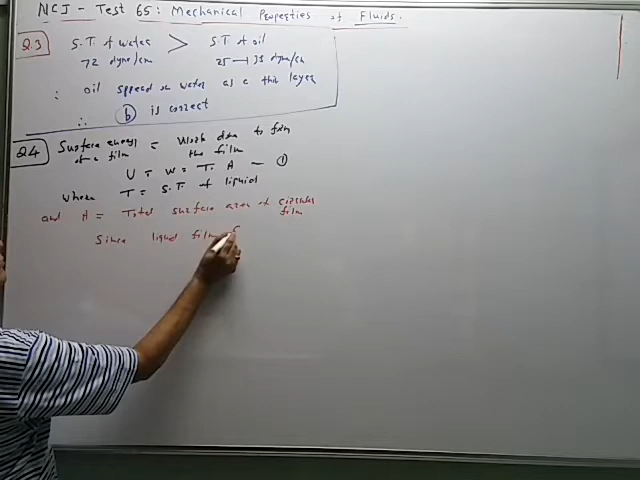 NCJ - Test 65: Mechanical Properties of Fluids.
Q3 S.T of water > S.T of oil
72 dyne/cm 25 → 35 dyne/cm
∴ oil spread on water as a thin layer
∴ (b) is correct
Q4 Surface energy of a film = Work done to form the film
U = W = T. A — ①
where T = S.T of liquid
and A = Total surface area of circular film
Since liquid film